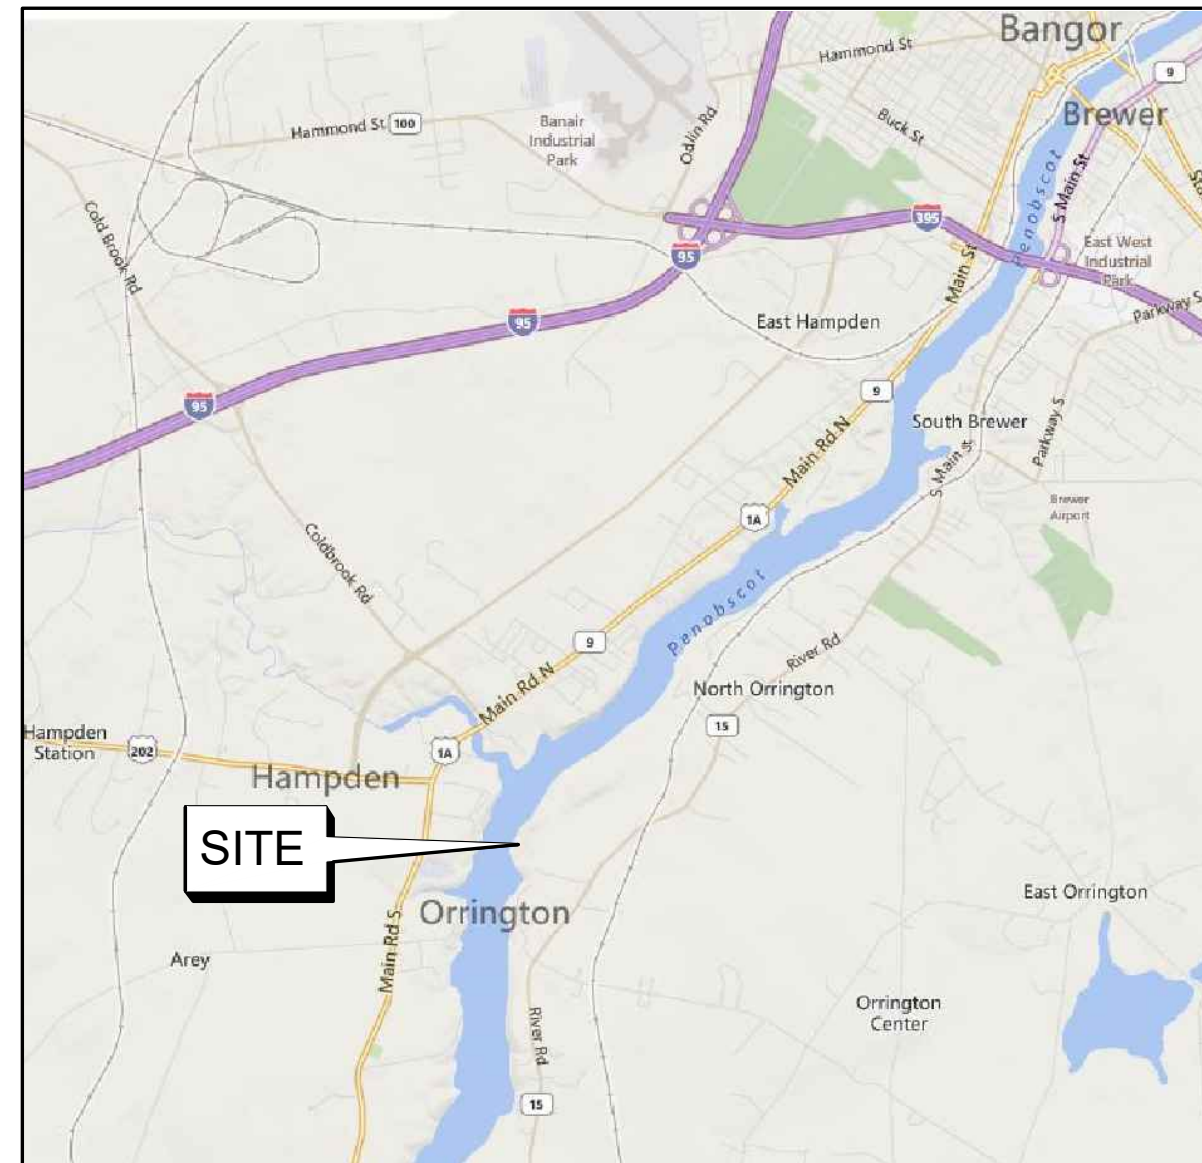 Bangor
Hammond St
9
Brewer
Hammond St 100
Banair
Industrial
Park
Odlin Rd
Buck St
Penobscot
S Main St
St
Cold Brook Rd
395
95
Main St
East West
Industrial
Park
Parkway S
95
East Hampden
95
9
South Brewer
Main Rd N
S Main St
Parkway S
Brewer
Airport
1A
Coldbrook Rd
Penobscot
9
River Rd
Main Rd N
North Orrington
15
Hampden
Station
202
1A
Hampden
SITE
East Orrington
Orrington
Main Rd S
Arey
Orrington
Center
River Rd
15